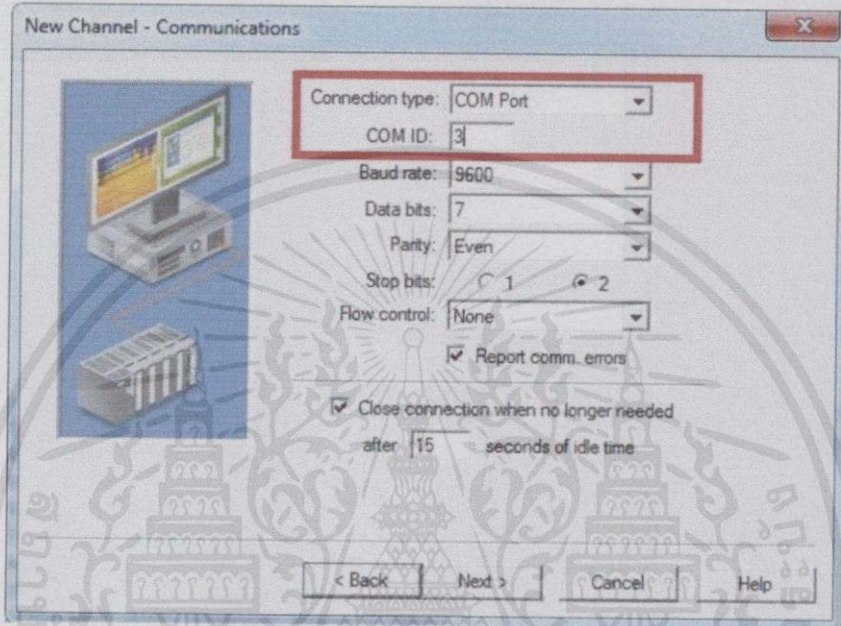 New Channel - Communications
Connection type: COM Port
COM ID: 3
Baud rate: 9600
Data bits: 7
Parity: Even
Stop bits: 1 2
Flow control: None
Report comm. errors
Close connection when no longer needed
after 15 seconds of idle time
< Back Next > Cancel Help